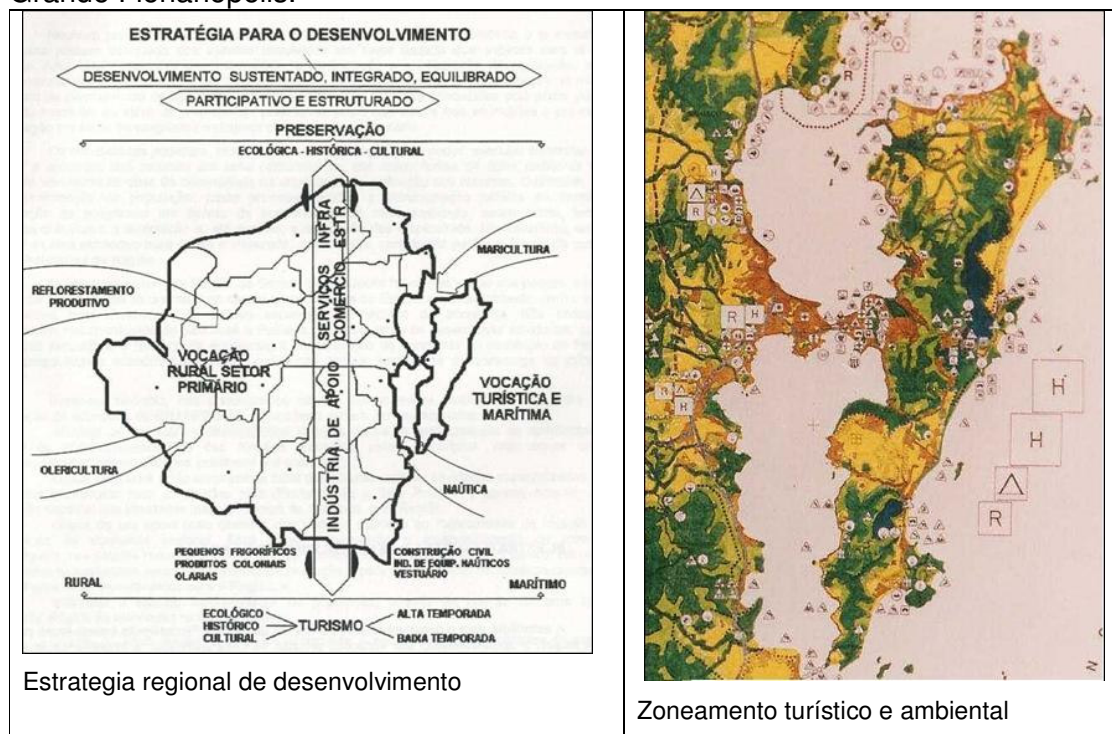 Grande Florianópolis.
ESTRATÉGIA PARA O DESENVOLVIMENTO
DESENVOLVIMENTO SUSTENTADO, INTEGRADO, EQUILIBRADO
PARTICIPATIVO E ESTRUTURADO
PRESERVAÇÃO
ECOLÓGICA - HISTÓRICA - CULTURAL
MARICULTURA
REFLORESTAMENTO
PRODUTIVO
SERVIÇOS INFRA
COMÉRCIO ESTR.
VOCAÇÃO
RURAL SETOR
PRIMÁRIO
VOCAÇÃO
TURÍSTICA E
MARÍTIMA
INDÚSTRIA DE APOIO
OLERICULTURA
NAÚTICA
PEQUENOS FRIGORÍFICOS
PRODUTOS COLONIAIS
OLARIAS
CONSTRUÇÃO CIVIL
IND. DE EQUIP. NAÚTICOS
VESTUÁRIO
RURAL
MARÍTIMO
ECOLÓGICO
HISTÓRICO
CULTURAL
TURISMO
ALTA TEMPORADA
BAIXA TEMPORADA
Estrategia regional de desenvolvimento
R
H
R
R H
R
H
H
H
R
N
Zoneamento turístico e ambiental